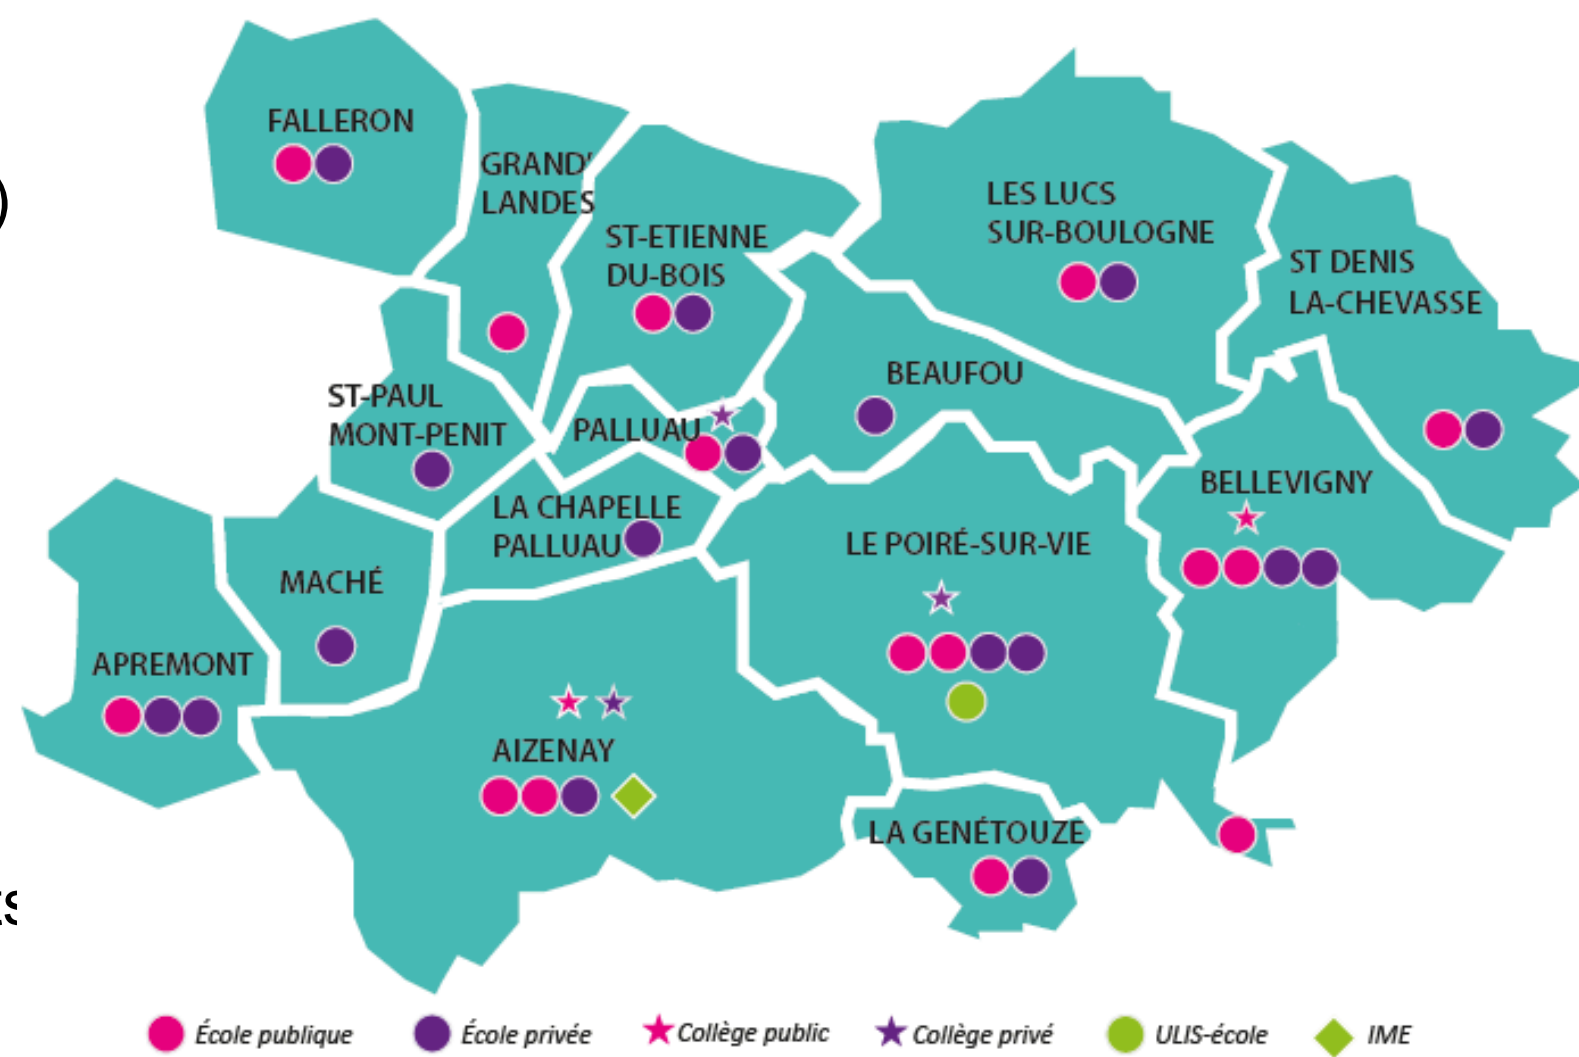 FALLERON
GRAND'
LANDES
)
ST-ETIENNE
DU-BOIS
LES LUCS
SUR-BOULOGNE
ST DENIS
LA-CHEVASSE
BEAUFOU
ST-PAUL
MONT-PENIT
PALLUAU
BELLEVIGNY
LA CHAPELLE
PALLUAU
LE POIRÉ-SUR-VIE
MACHÉ
APREMONT
AIZENAY
LA GENÉTOUZE
École publique École privée Collège public Collège privé ULIS-école IME